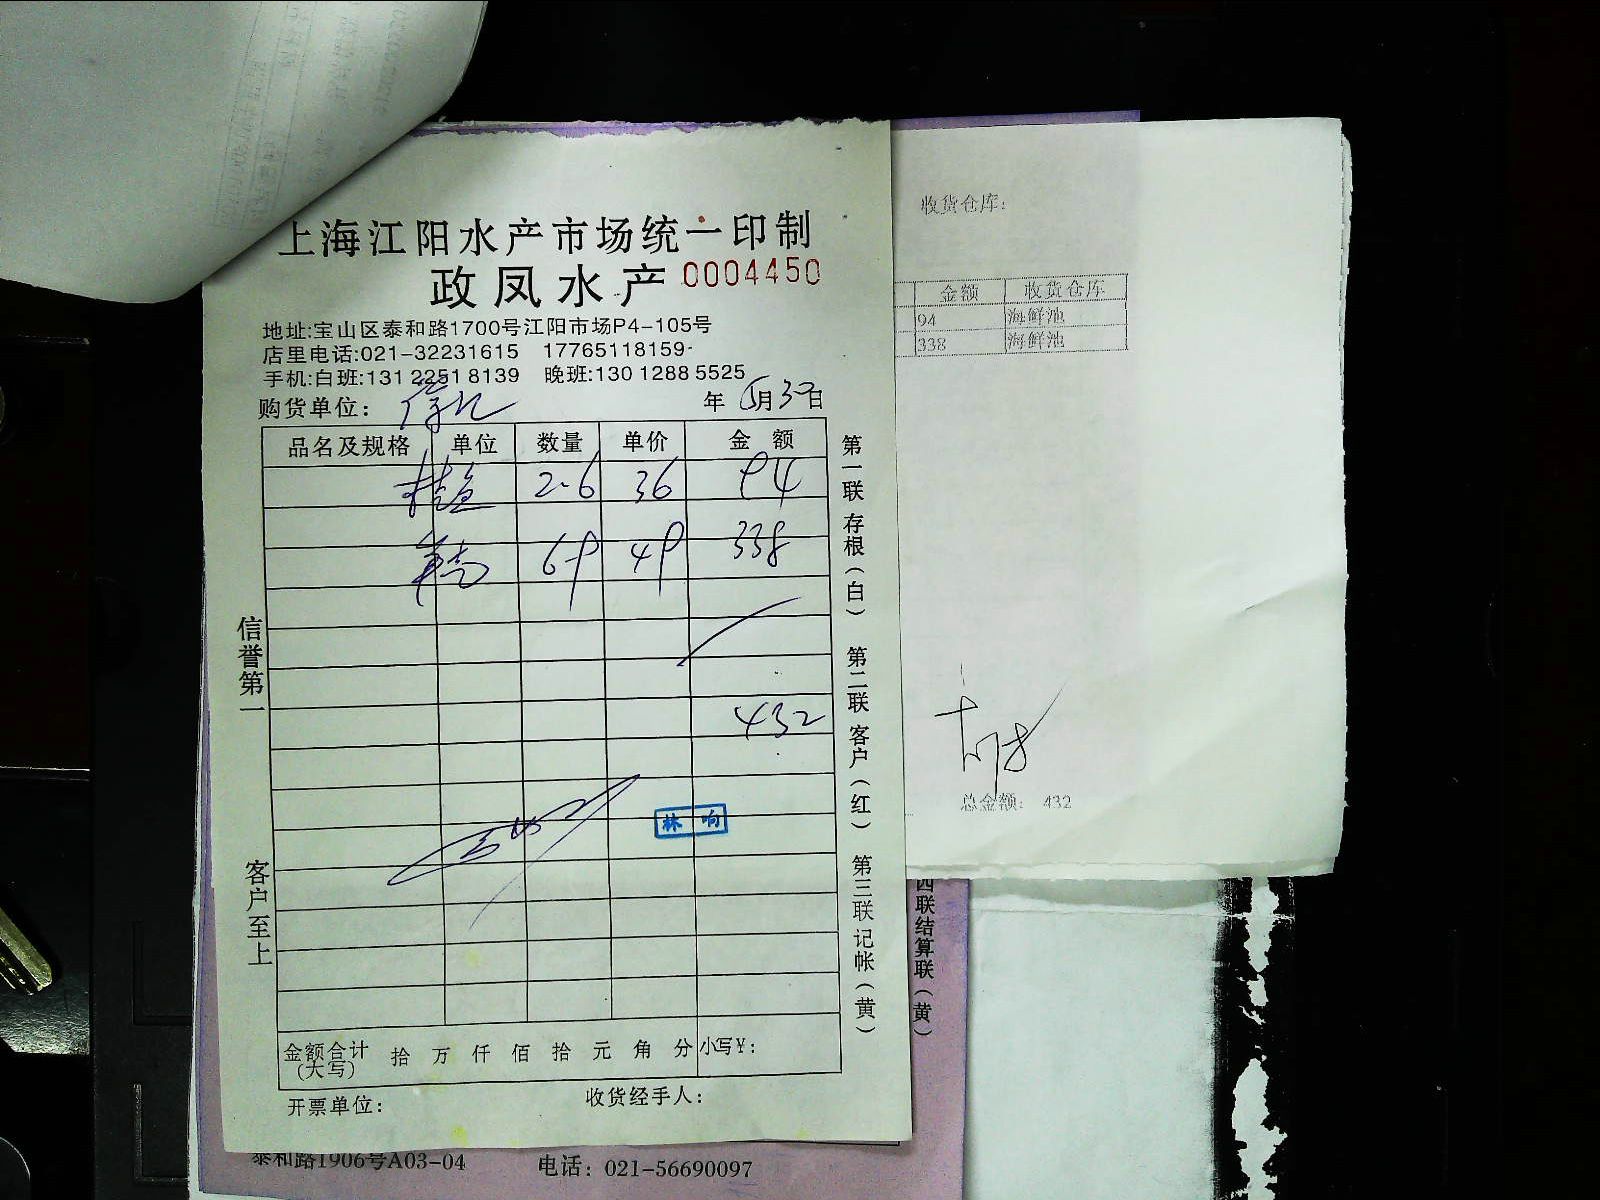 上海江阳水产市场统一印制
政凤水产 0004450
地址:宝山区泰和路1700号江阳市场P4-105号
店里电话:021-32231615 17765118159
手机:白班:131 2251 8139 晚班:130 1288 5525
购货单位: 年 5月30日
品名及规格 单位 数量 单价 金额
桂鱼 2.6 36 94
6.9 49 338
432
林响
金额合计(大写) 拾 万 仟 佰 拾 元 角 分 小写¥:
开票单位: 收货经手人:
信誉第一
客户至上
第一联存根(白) 第二联客户(红) 第三联记帐(黄)
收货仓库:
金额 收货仓库
94 海鲜池
338 海鲜池
总金额: 432
四联结算联(黄)
泰和路1906号A03-04 电话: 021-56690097